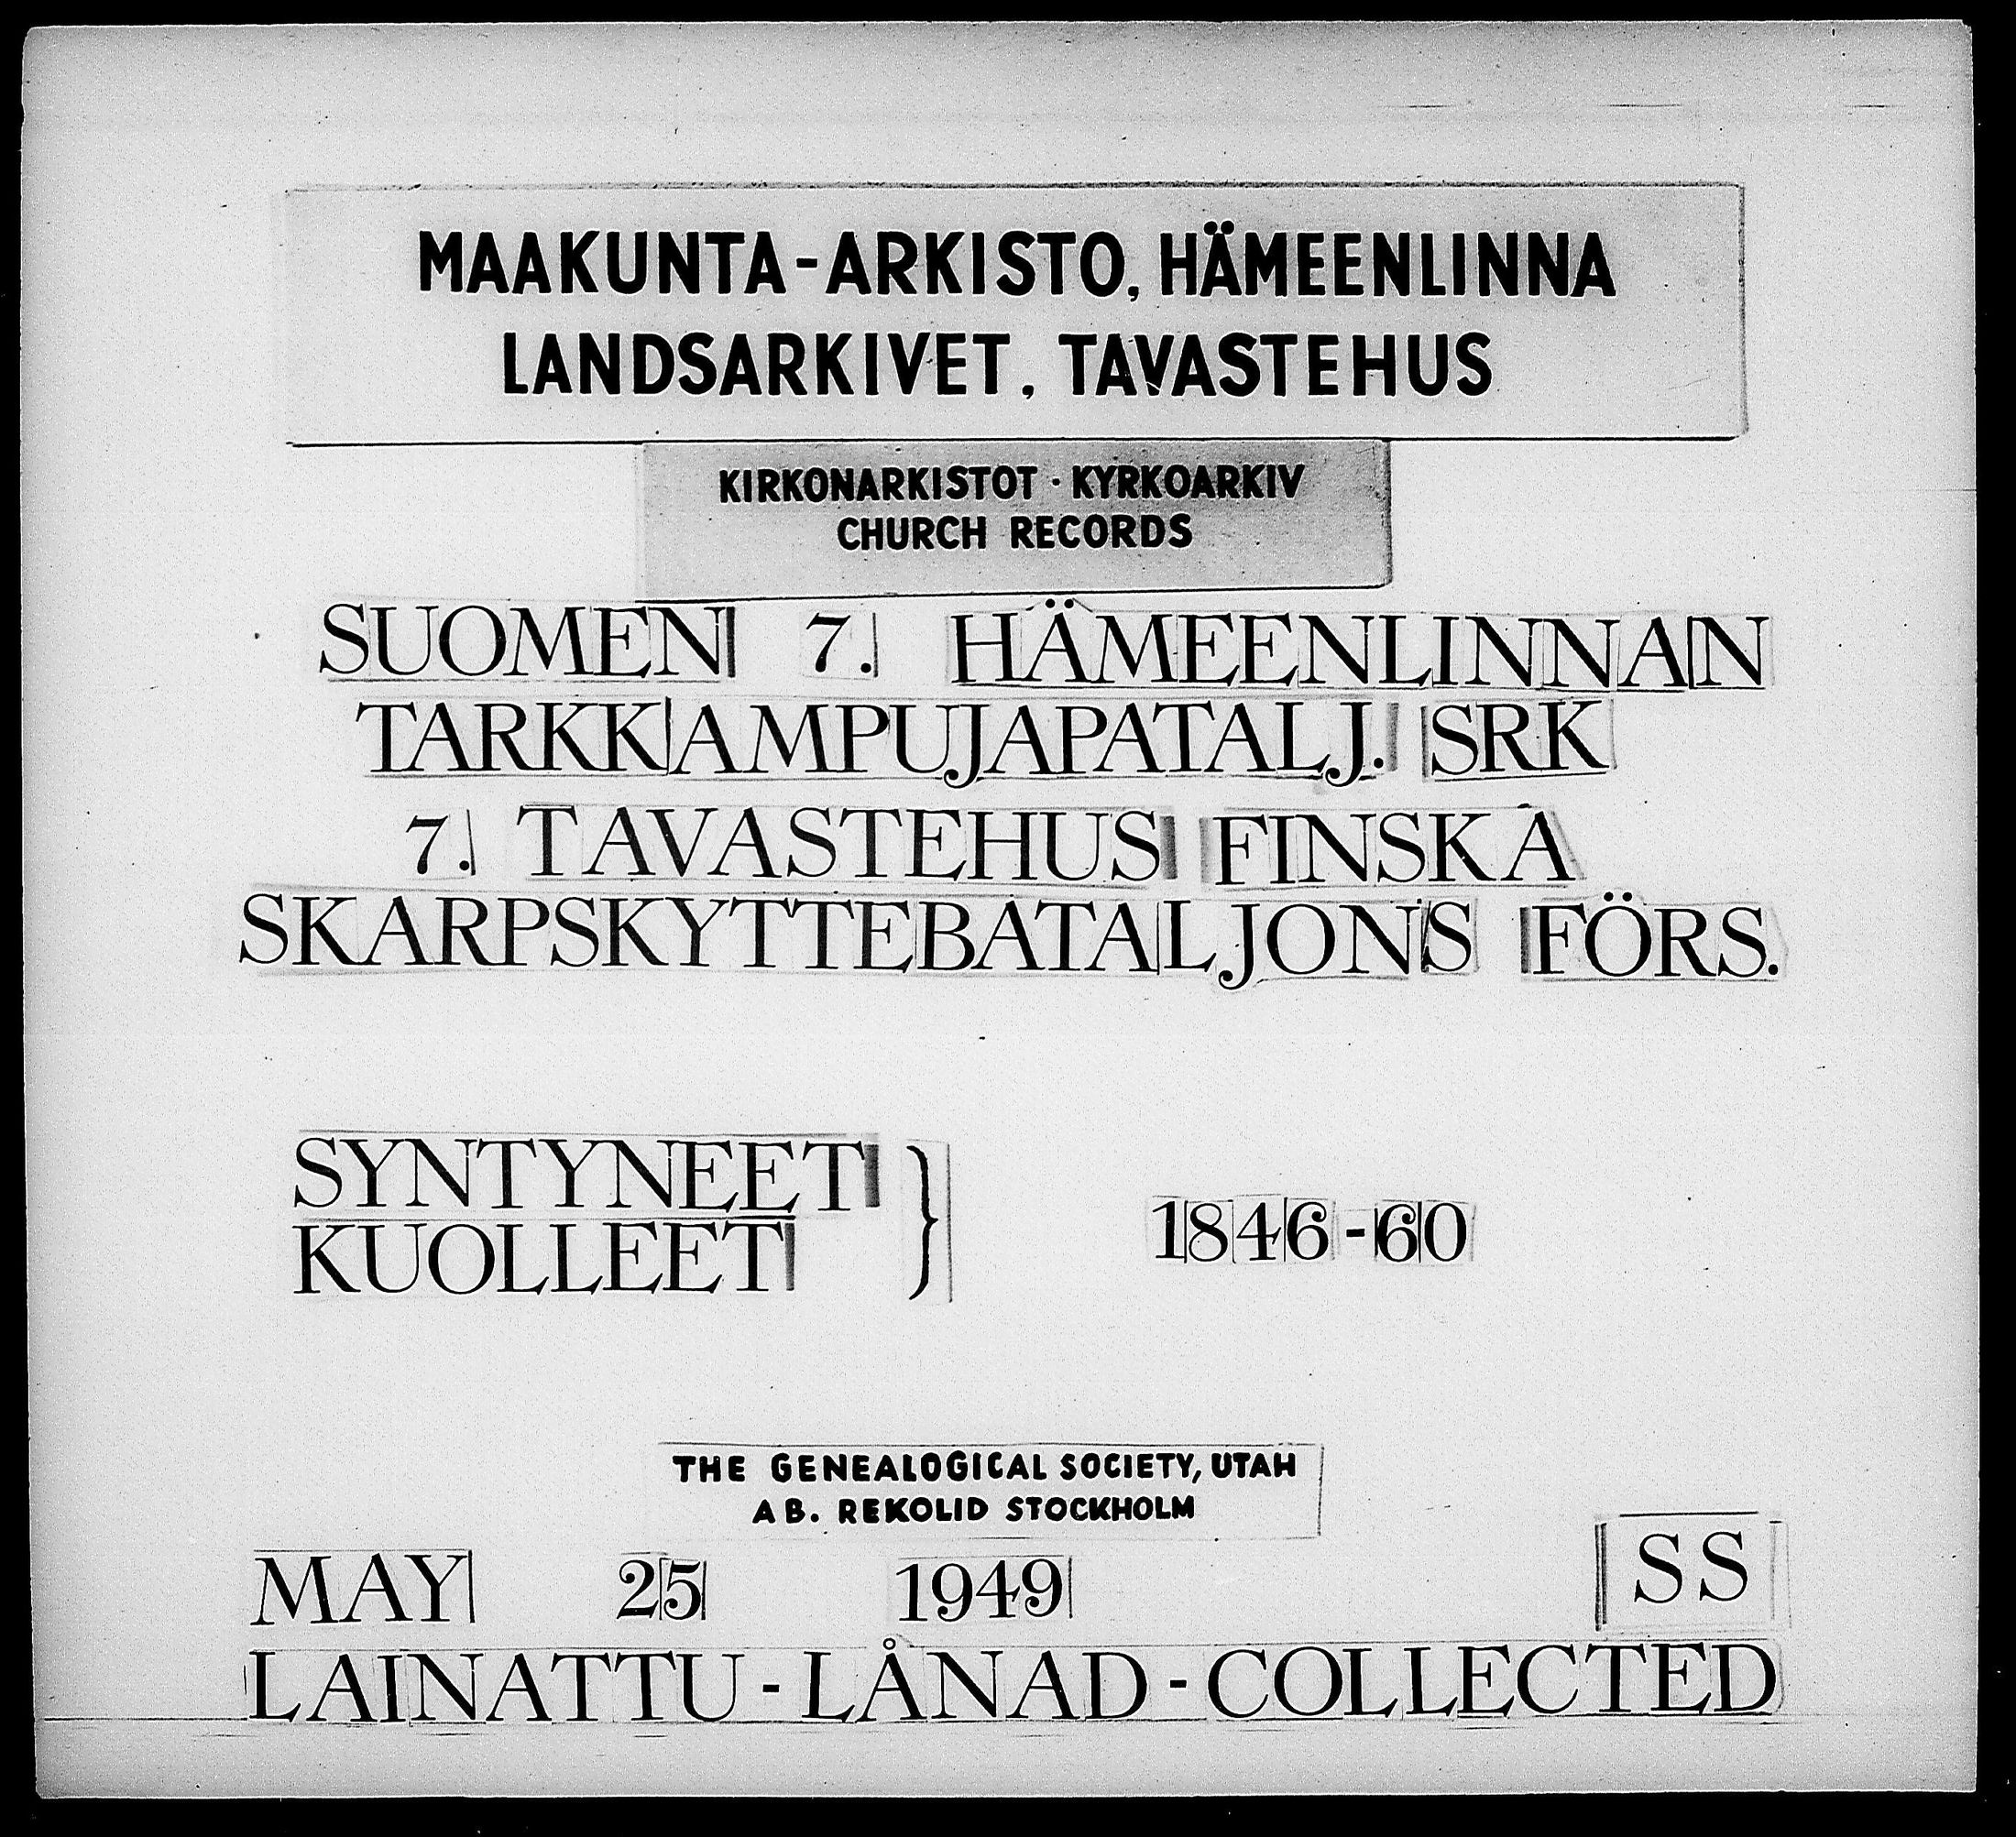 MAAKUNTA-ARKISTO, HÄMEENLINNA
LANDSARKIVET, TAVASTEHUS
KIRKONARKISTOT · KYRKOARKIV
CHURCH RECORDS
SUOMEN 7. HÄMEENLINNAN
TARKKAMPUJAPATALJ. SRK
7. TAVASTEHUS FINSKA
SKARPSKYTTEBATALJONS FÖRS.
SYNTYNEET
KUOLLEET } 1846-60
THE GENEALOGICAL SOCIETY, UTAH
AB. REKOLID STOCKHOLM
MAY 25 1949 SS
LAINATTU-LÅNAD-COLLECTED